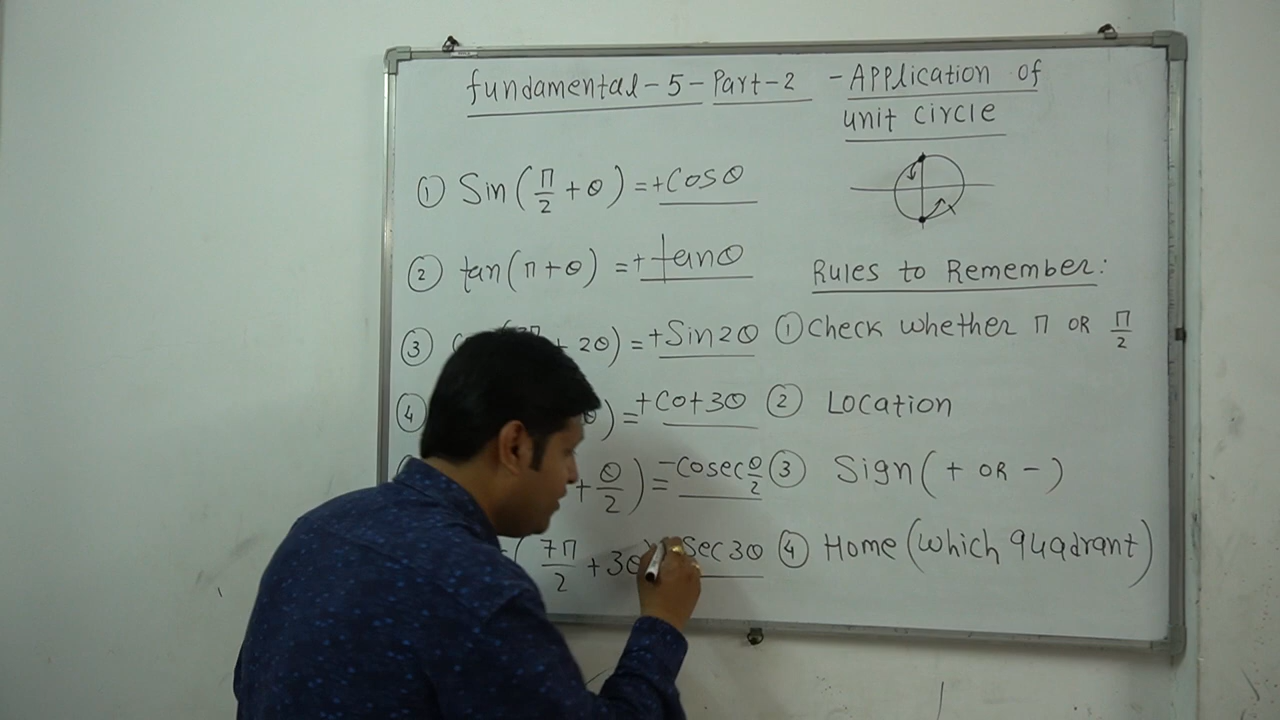 fundamental-5-Part-2 - Application of
unit circle
① Sin(π/2 + θ) = +Cosθ
② tan(π+θ) = +tanθ
Rules to Remember:
③ + 2θ) = +Sin2θ
① Check whether π OR π/2
④ ) = +Cot3θ
② Location
+ θ/2) = -Cosec θ/2
③ Sign (+ OR -)
(7π/2 + 3θ Sec3θ
④ Home (which quadrant)